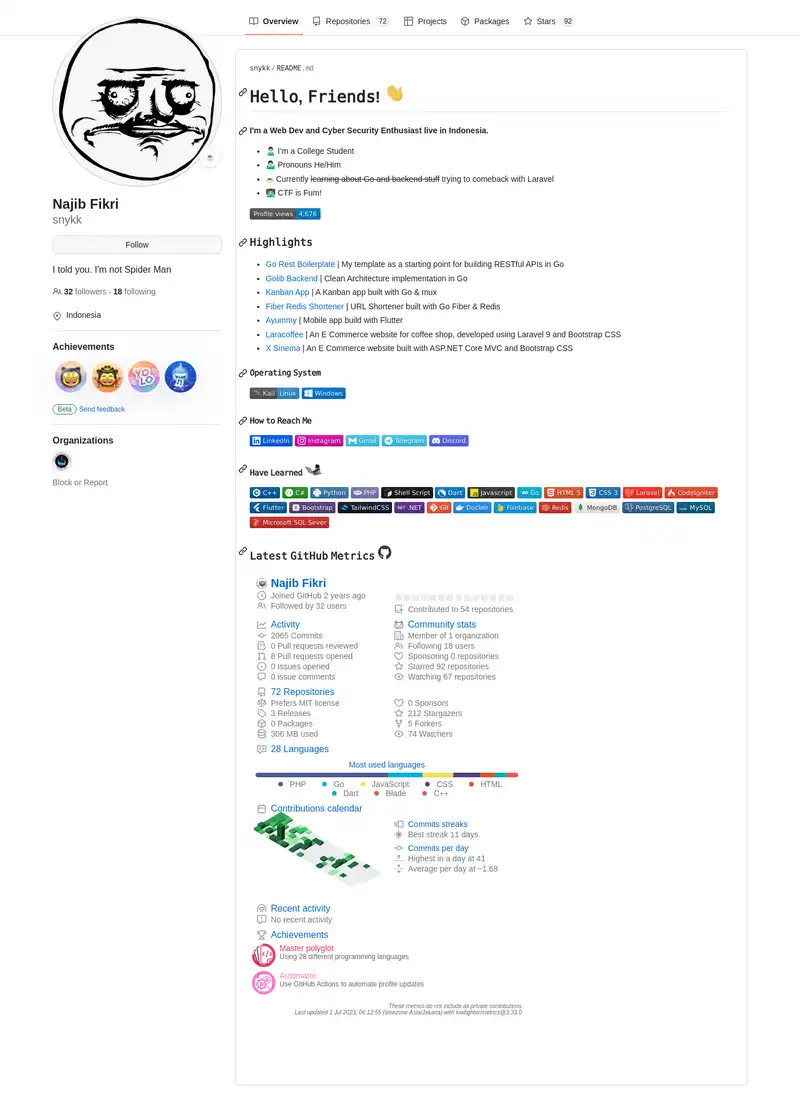 Overview Repositories 72 Projects Packages Stars 92
snykk / README.md
Hello, Friends!
I'm a Web Dev and Cyber Security Enthusiast live in Indonesia.
I'm a College Student
Pronouns He/Him
Currently learning about Go and backend stuff trying to comeback with Laravel
CTF is Fum!
Profile views 4,676
Najib Fikri
snykk
Follow
I told you. I'm not Spider Man
32 followers · 18 following
Indonesia
Achievements
YOLO
Beta Send feedback
Organizations
Block or Report
Highlights
Go Rest Boilerplate | My template as a starting point for building RESTful APIs in Go
Golib Backend | Clean Architecture implementation in Go
Kanban App | A Kanban app built with Go & mux
Fiber Redis Shortener | URL Shortener built with Go Fiber & Redis
Ayummy | Mobile app build with Flutter
Laracoffee | An E Commerce website for coffee shop, developed using Laravel 9 and Bootstrap CSS
X Sinema | An E Commerce website built with ASP.NET Core MVC and Bootstrap CSS
Operating System
Kali Linux Windows
How to Reach Me
LinkedIn Instagram Gmail Telegram Discord
Have Learned
C++ C# Python PHP Shell Script Dart Javascript Go HTML 5 CSS 3 Laravel CodeIgniter
Flutter Bootstrap TailwindCSS .NET Git Docker Firebase Redis MongoDB PostgreSQL MySQL
Microsoft SQL Sever
Latest GitHub Metrics
Najib Fikri
Joined GitHub 2 years ago
Followed by 32 users
Contributed to 54 repositories
Activity
2065 Commits
0 Pull requests reviewed
8 Pull requests opened
0 Issues opened
0 issue comments
Community stats
Member of 1 organization
Following 18 users
Sponsoring 0 repositories
Starred 92 repositories
Watching 67 repositories
72 Repositories
Prefers MIT license
3 Releases
0 Packages
306 MB used
0 Sponsors
212 Stargazers
5 Forkers
74 Watchers
28 Languages
Most used languages
PHP Go JavaScript CSS HTML
Dart Blade C++
Contributions calendar
Commits streaks
Best streak 11 days
Commits per day
Highest in a day at 41
Average per day at ~1.68
Recent activity
No recent activity
Achievements
Master polyglot
Using 28 different programming languages
Automator
Use GitHub Actions to automate profile updates
These metrics do not include all private contributions
Last updated 1 Jul 2023, 06:12:55 (timezone Asia/Jakarta) with lowlighter/metrics@3.33.0